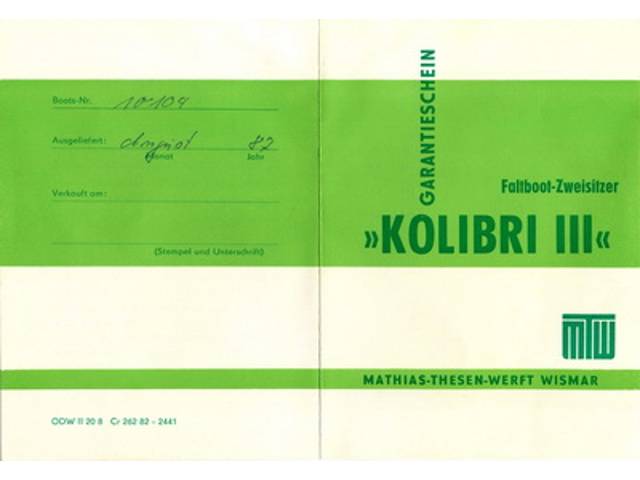 Boots-Nr. 10104
Ausgeliefert: August 82
Monat Jahr
Verkauft am:
(Stempel und Unterschrift)
ODW II 20 8 Cr 262 82 - 2441
GARANTIESCHEIN
Faltboot-Zweisitzer
»KOLIBRI III«
MTW
MATHIAS-THESEN-WERFT WISMAR